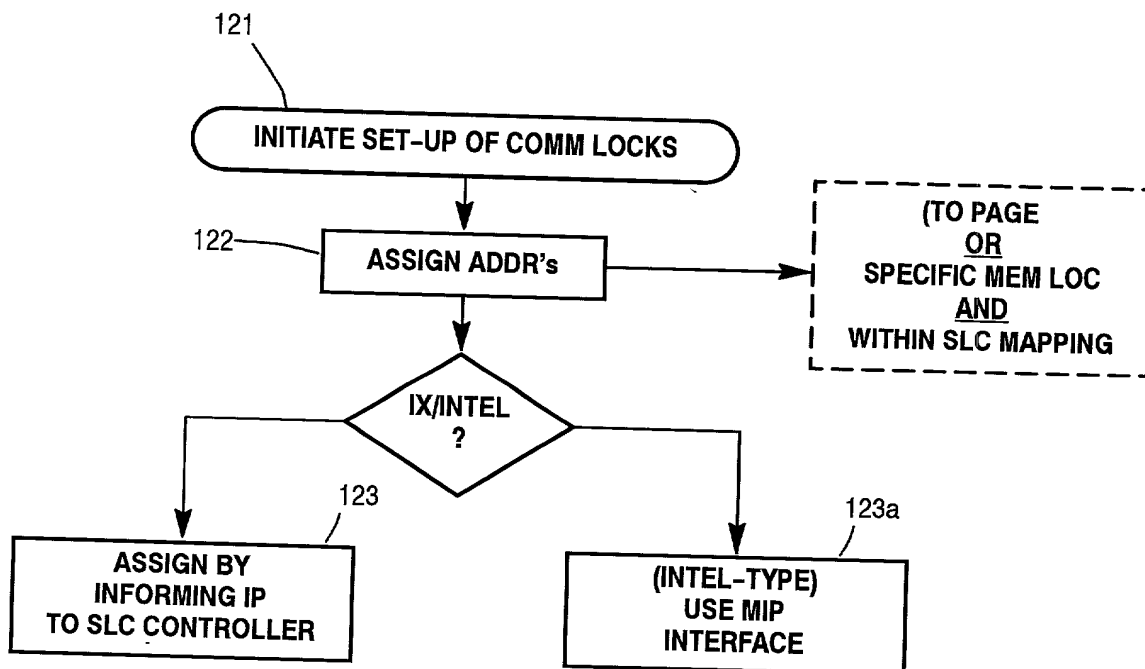 121
INITIATE SET-UP OF COMM LOCKS
122
ASSIGN ADDR's
(TO PAGE
OR
SPECIFIC MEM LOC
AND
WITHIN SLC MAPPING
IX/INTEL
?
123
ASSIGN BY
INFORMING IP
TO SLC CONTROLLER
123a
(INTEL-TYPE)
USE MIP
INTERFACE